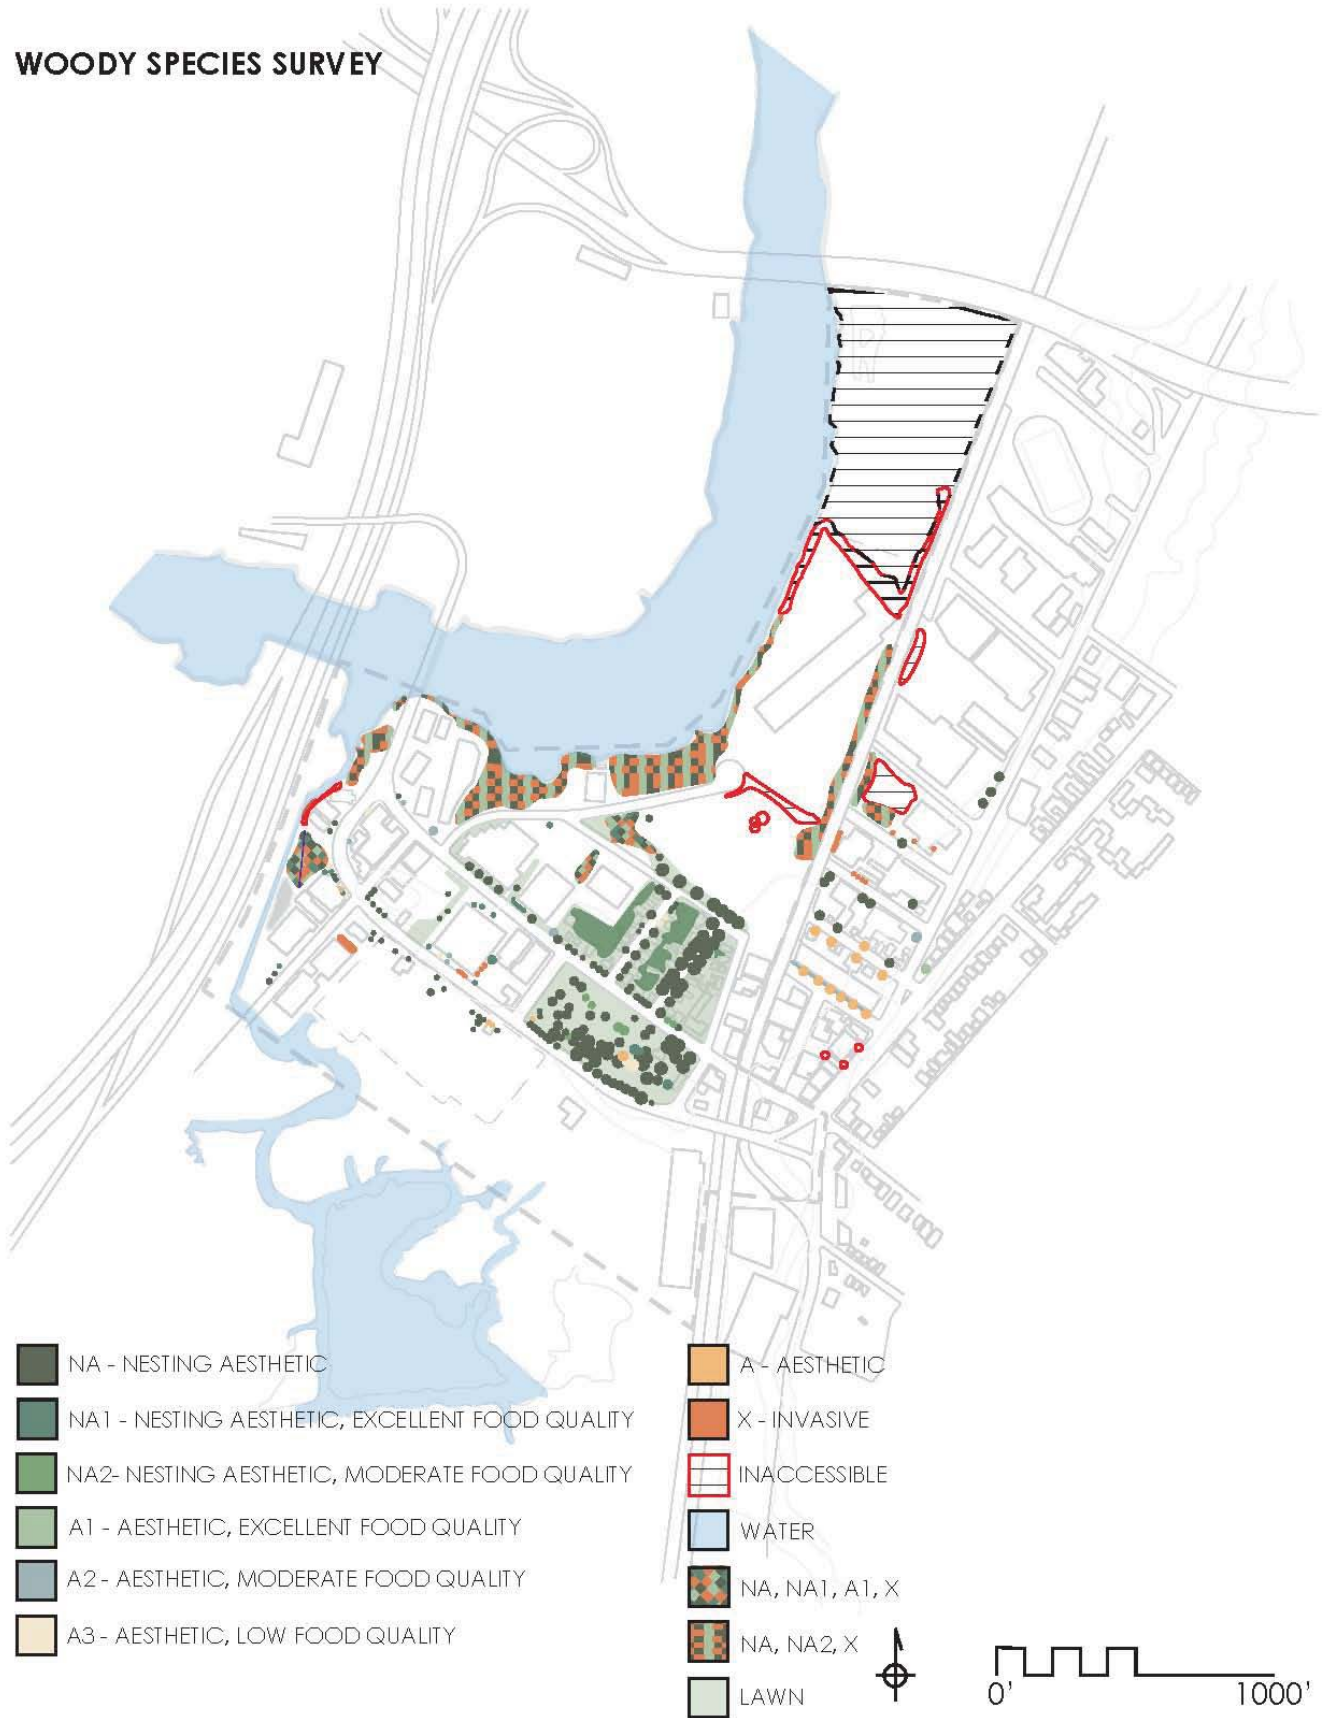 WOODY SPECIES SURVEY
NA - NESTING AESTHETIC
NA1 - NESTING AESTHETIC, EXCELLENT FOOD QUALITY
NA2- NESTING AESTHETIC, MODERATE FOOD QUALITY
A1 - AESTHETIC, EXCELLENT FOOD QUALITY
A2 - AESTHETIC, MODERATE FOOD QUALITY
A3 - AESTHETIC, LOW FOOD QUALITY
A - AESTHETIC
X - INVASIVE
INACCESSIBLE
WATER
NA, NA1, A1, X
NA, NA2, X
LAWN
0' 1000'